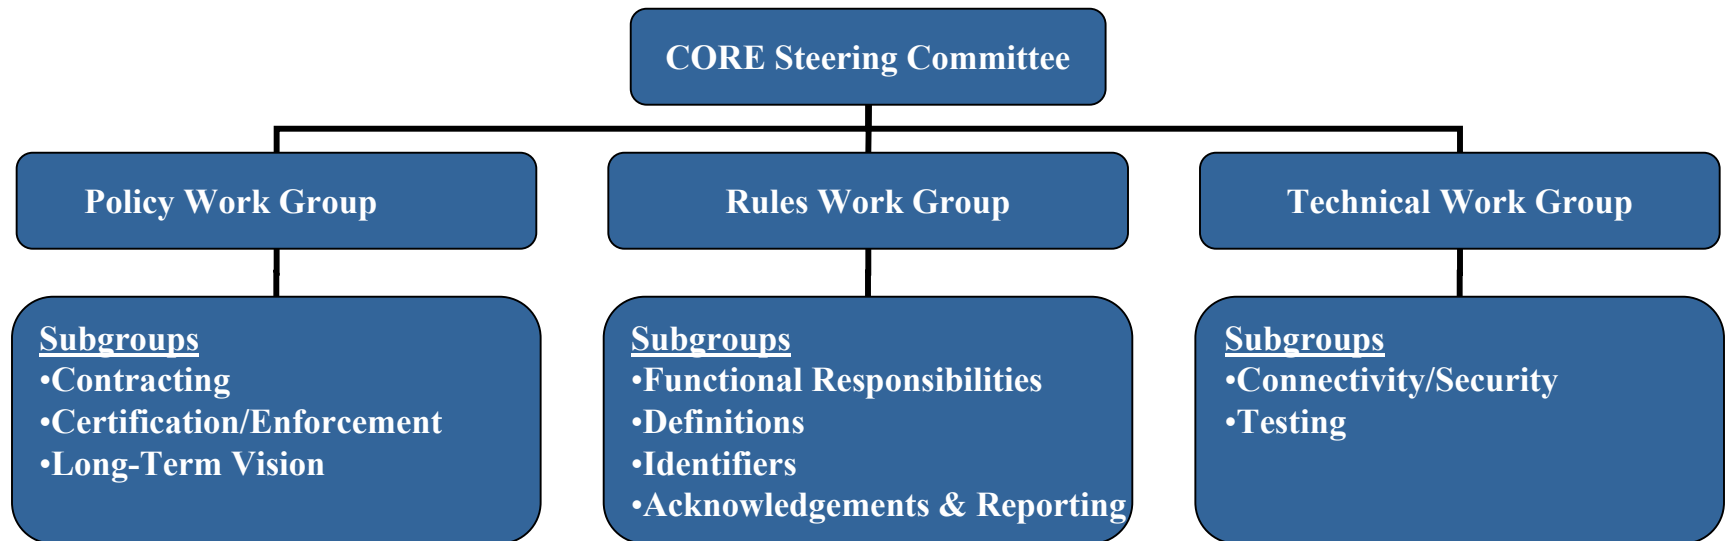 CORE Steering Committee
Policy Work Group
Rules Work Group
Technical Work Group
Subgroups
•Contracting
•Certification/Enforcement
•Long-Term Vision
Subgroups
•Functional Responsibilities
•Definitions
•Identifiers
•Acknowledgements & Reporting
Subgroups
•Connectivity/Security
•Testing